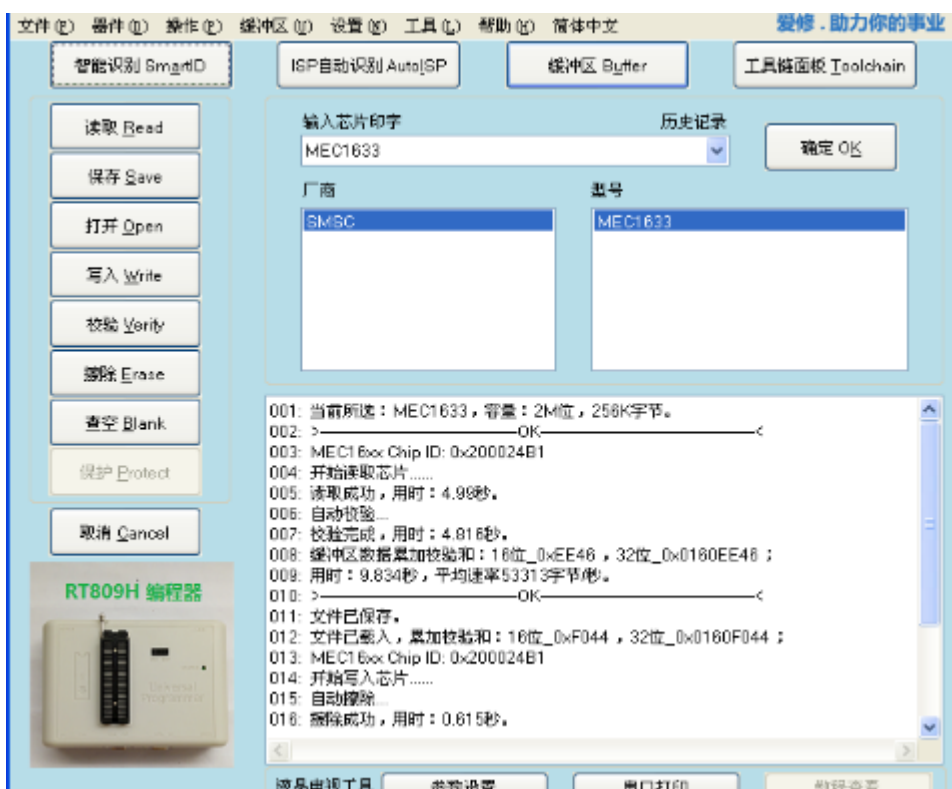 文件(F) 器件(D) 操作(P) 缓冲区(U) 设置(N) 工具(L) 帮助(H) 简体中文
爱修.助力你的事业
智能识别 SmartID
ISP自动识别 AutoISP
缓冲区 Buffer
工具链面板 Toolchain
读取 Read
保存 Save
打开 Open
写入 Write
校验 Verify
擦除 Erase
查空 Blank
保护 Protect
取消 Cancel
RT809H 编程器
输入芯片印字
历史记录
MEC1633
确定 OK
厂商
型号
SMSC
MEC1633
001: 当前所选:MEC1633,容量:2M位,256K字节。
002: >————————OK————————<
003: MEC16xx Chip ID: 0x200024B1
004: 开始读取芯片......
005: 读取成功,用时:4.99秒。
006: 自动校验...
007: 校验完成,用时:4.816秒。
008: 缓冲区数据累加校验和:16位_0xEE46 ,32位_0x0160EE46 ;
009: 用时:9.834秒,平均速率53313字节/秒。
010: >————————OK————————<
011: 文件已保存。
012: 文件已载入,累加校验和:16位_0xF044 ,32位_0x0160F044 ;
013: MEC16xx Chip ID: 0x200024B1
014: 开始写入芯片......
015: 自动擦除...
016: 擦除成功,用时:0.615秒。
液晶电视工具
参数设置
串口打印